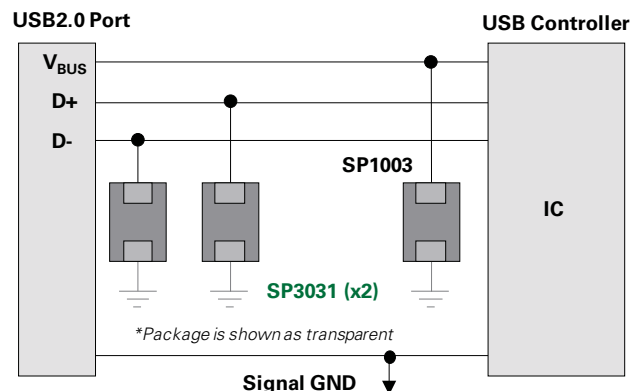 USB2.0 Port
USB Controller
VBUS
D+
D-
SP1003
IC
SP3031 (x2)
*Package is shown as transparent
Signal GND